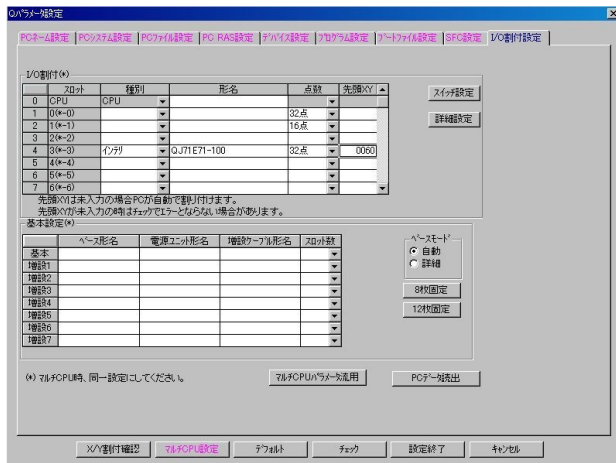 Qパラメータ設定
PCネーム設定 PCシステム設定 PCファイル設定 PC RAS設定 デバイス設定 プログラム設定 ブートファイル設定 SFC設定 I/O割付設定
I/O割付(*)
スロット 種別 形名 点数 先頭XY
0 CPU CPU
1 0(*-0) 32点
2 1(*-1) 16点
3 2(*-2)
4 3(*-3) インテリ QJ71E71-100 32点 0060
5 4(*-4)
6 5(*-5)
7 6(*-6)
スイッチ設定
詳細設定
先頭XYは未入力の場合PCが自動で割り付けます。
先頭XYが未入力の時はチェックでエラーとならない場合があります。
基本設定(*)
ベース形名 電源ユニット形名 増設ケーブル形名 スロット数
基本
増設1
増設2
増設3
増設4
増設5
増設6
増設7
ベースモード
自動
詳細
8枚固定
12枚固定
(*) マルチCPU時、同一設定にしてください。
マルチCPUパラメータ流用 PCデータ読出
X/Y割付確認 マルチCPU設定 デフォルト チェック 設定終了 キャンセル